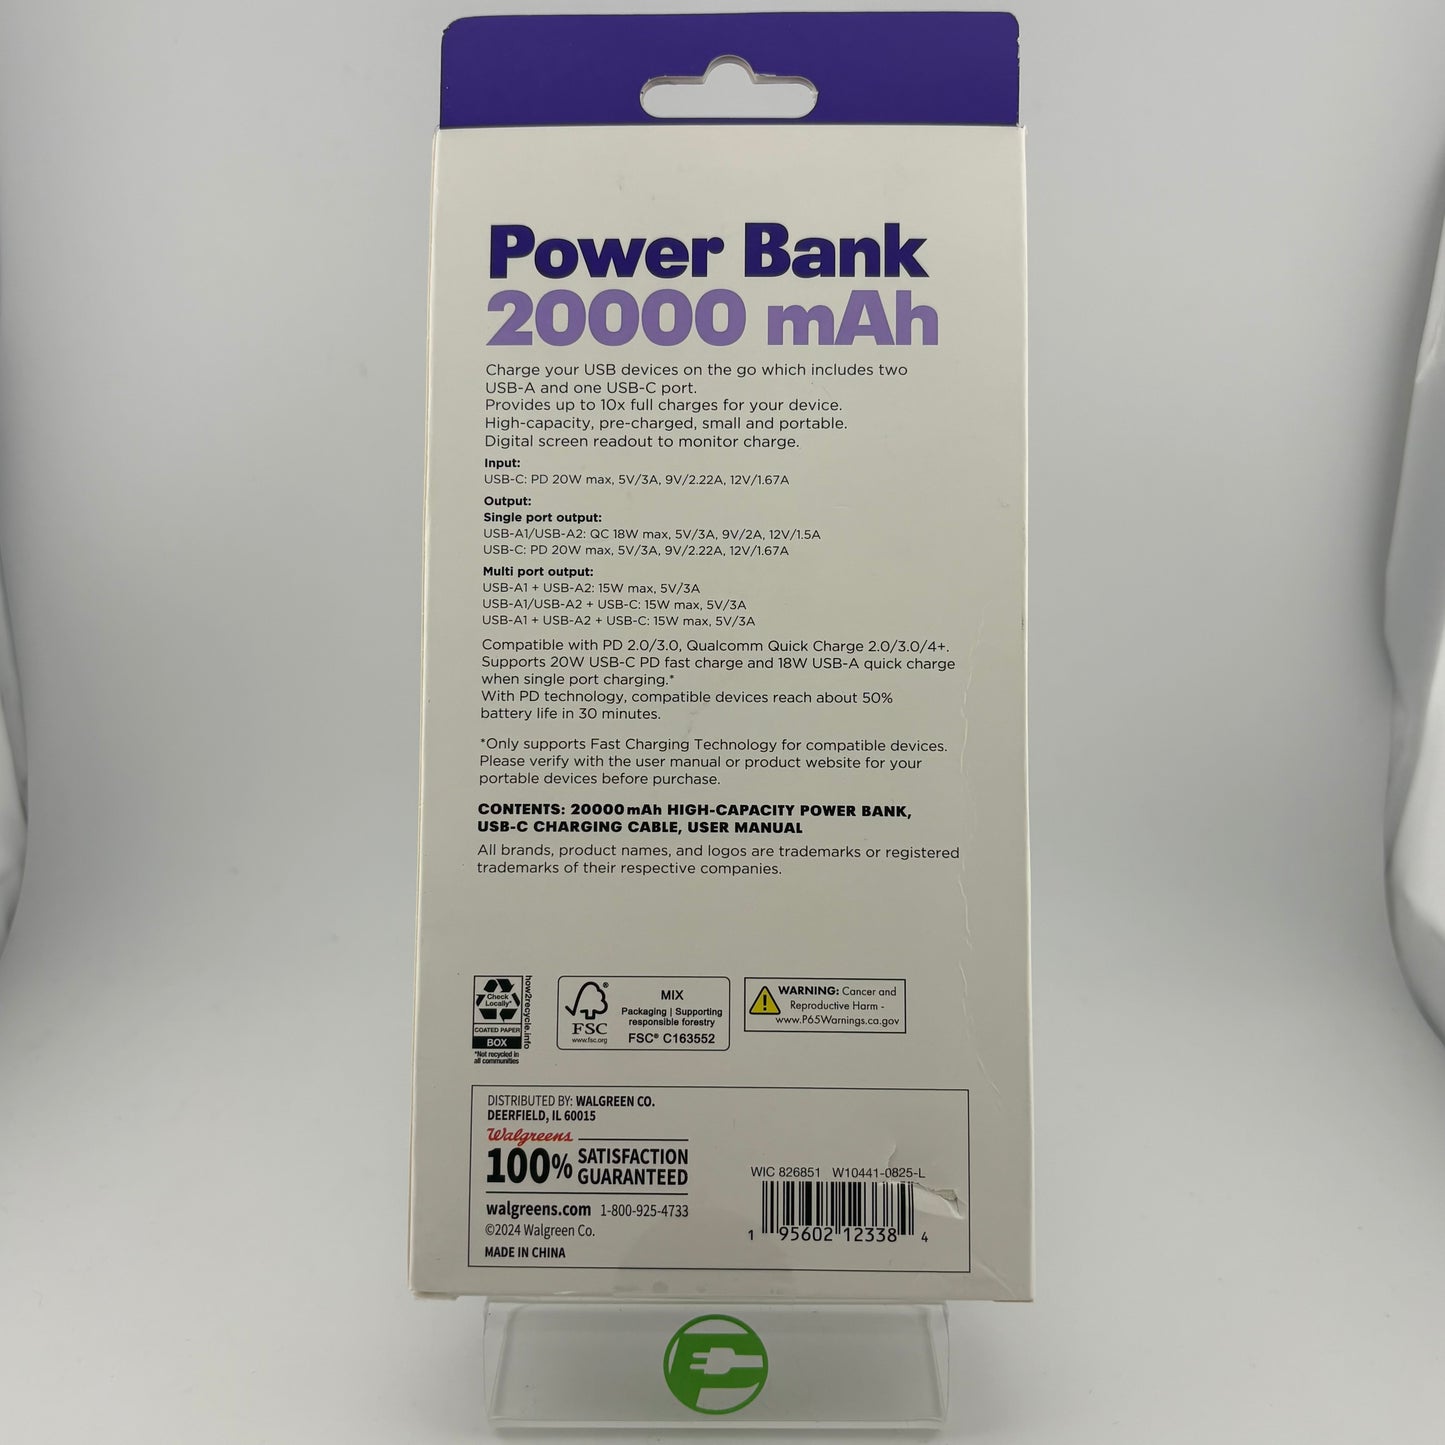 Power Bank
20000 mAh
Charge your USB devices on the go which includes two
USB-A and one USB-C port.
Provides up to 10x full charges for your device.
High-capacity, pre-charged, small and portable.
Digital screen readout to monitor charge.
Input:
USB-C: PD 20W max, 5V/3A, 9V/2.22A, 12V/1.67A
Output:
Single port output:
USB-A1/USB-A2: QC 18W max, 5V/3A, 9V/2A, 12V/1.5A
USB-C: PD 20W max, 5V/3A, 9V/2.22A, 12V/1.67A
Multi port output:
USB-A1 + USB-A2: 15W max, 5V/3A
USB-A1/USB-A2 + USB-C: 15W max, 5V/3A
USB-A1 + USB-A2 + USB-C: 15W max, 5V/3A
Compatible with PD 2.0/3.0, Qualcomm Quick Charge 2.0/3.0/4+.
Supports 20W USB-C PD fast charge and 18W USB-A quick charge
when single port charging.*
With PD technology, compatible devices reach about 50%
battery life in 30 minutes.
*Only supports Fast Charging Technology for compatible devices.
Please verify with the user manual or product website for your
portable devices before purchase.
CONTENTS: 20000mAh HIGH-CAPACITY POWER BANK,
USB-C CHARGING CABLE, USER MANUAL
All brands, product names, and logos are trademarks or registered
trademarks of their respective companies.
Check
Locally*
COATED PAPER
BOX
*Not recycled in
all communities
how2recycle.info
FSC
www.fsc.org
MIX
Packaging | Supporting
responsible forestry
FSC® C163552
WARNING: Cancer and
Reproductive Harm -
www.P65Warnings.ca.gov
DISTRIBUTED BY: WALGREEN CO.
DEERFIELD, IL 60015
Walgreens
100% SATISFACTION
GUARANTEED
walgreens.com 1-800-925-4733
©2024 Walgreen Co.
MADE IN CHINA
WIC 826851 W10441-0825-L
1 95602 12338 4